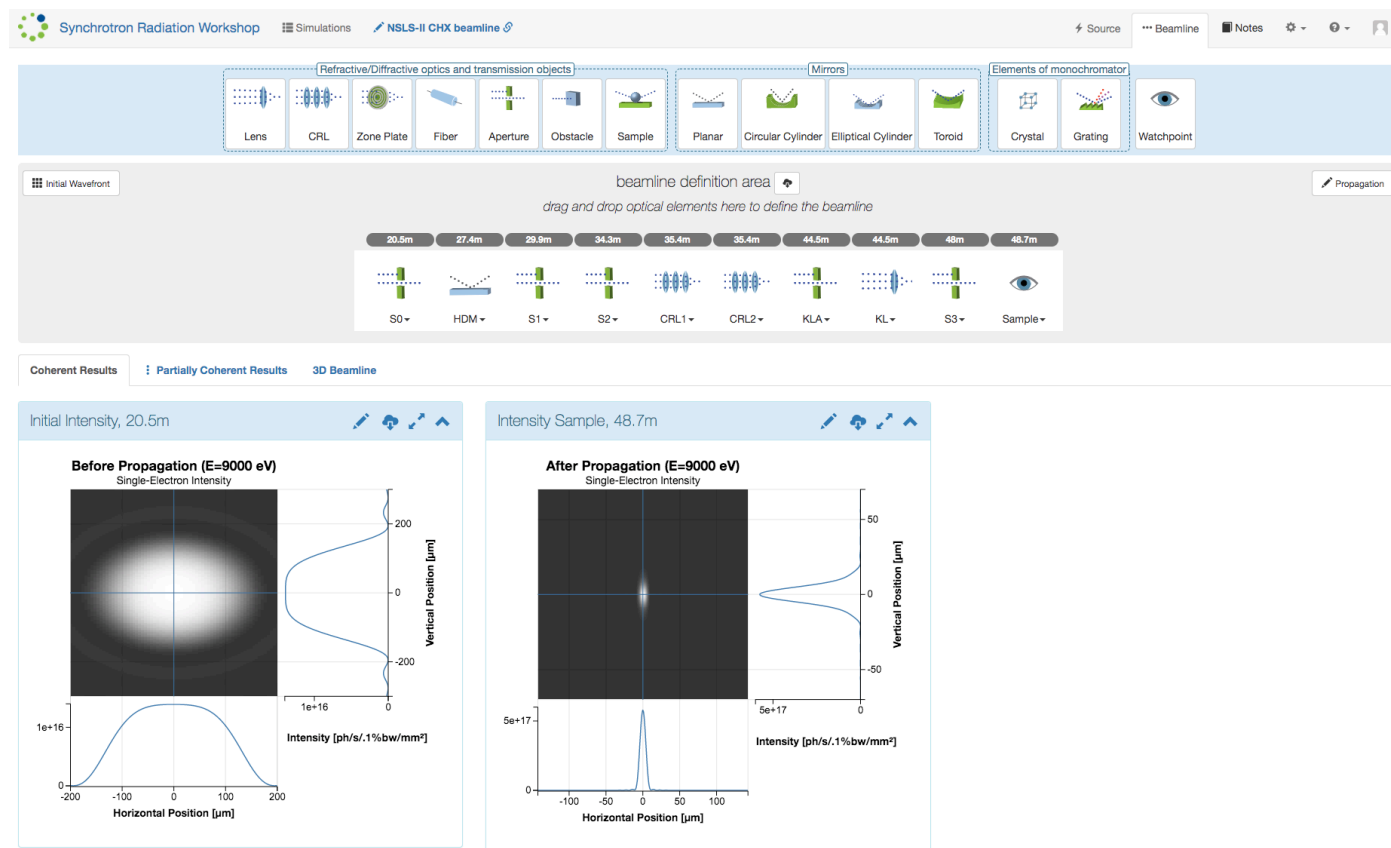 Synchrotron Radiation Workshop Simulations NSLS-II CHX beamline Source Beamline Notes
Refractive/Diffractive optics and transmission objects Mirrors Elements of monochromator
Lens CRL Zone Plate Fiber Aperture Obstacle Sample Planar Circular Cylinder Elliptical Cylinder Toroid Crystal Grating Watchpoint
Initial Wavefront beamline definition area Propagation
drag and drop optical elements here to define the beamline
20.5m 27.4m 29.9m 34.3m 35.4m 35.4m 44.5m 44.5m 48m 48.7m
S0 HDM S1 S2 CRL1 CRL2 KLA KL S3 Sample
Coherent Results Partially Coherent Results 3D Beamline
Initial Intensity, 20.5m
Before Propagation (E=9000 eV)
Single-Electron Intensity
200
0
-200
Vertical Position [µm]
1e+16 0
Intensity [ph/s/.1%bw/mm²]
1e+16
0
-200 -100 0 100 200
Horizontal Position [µm]
Intensity Sample, 48.7m
After Propagation (E=9000 eV)
Single-Electron Intensity
50
0
-50
Vertical Position [µm]
5e+17 0
Intensity [ph/s/.1%bw/mm²]
5e+17
0
-100 -50 0 50 100
Horizontal Position [µm]